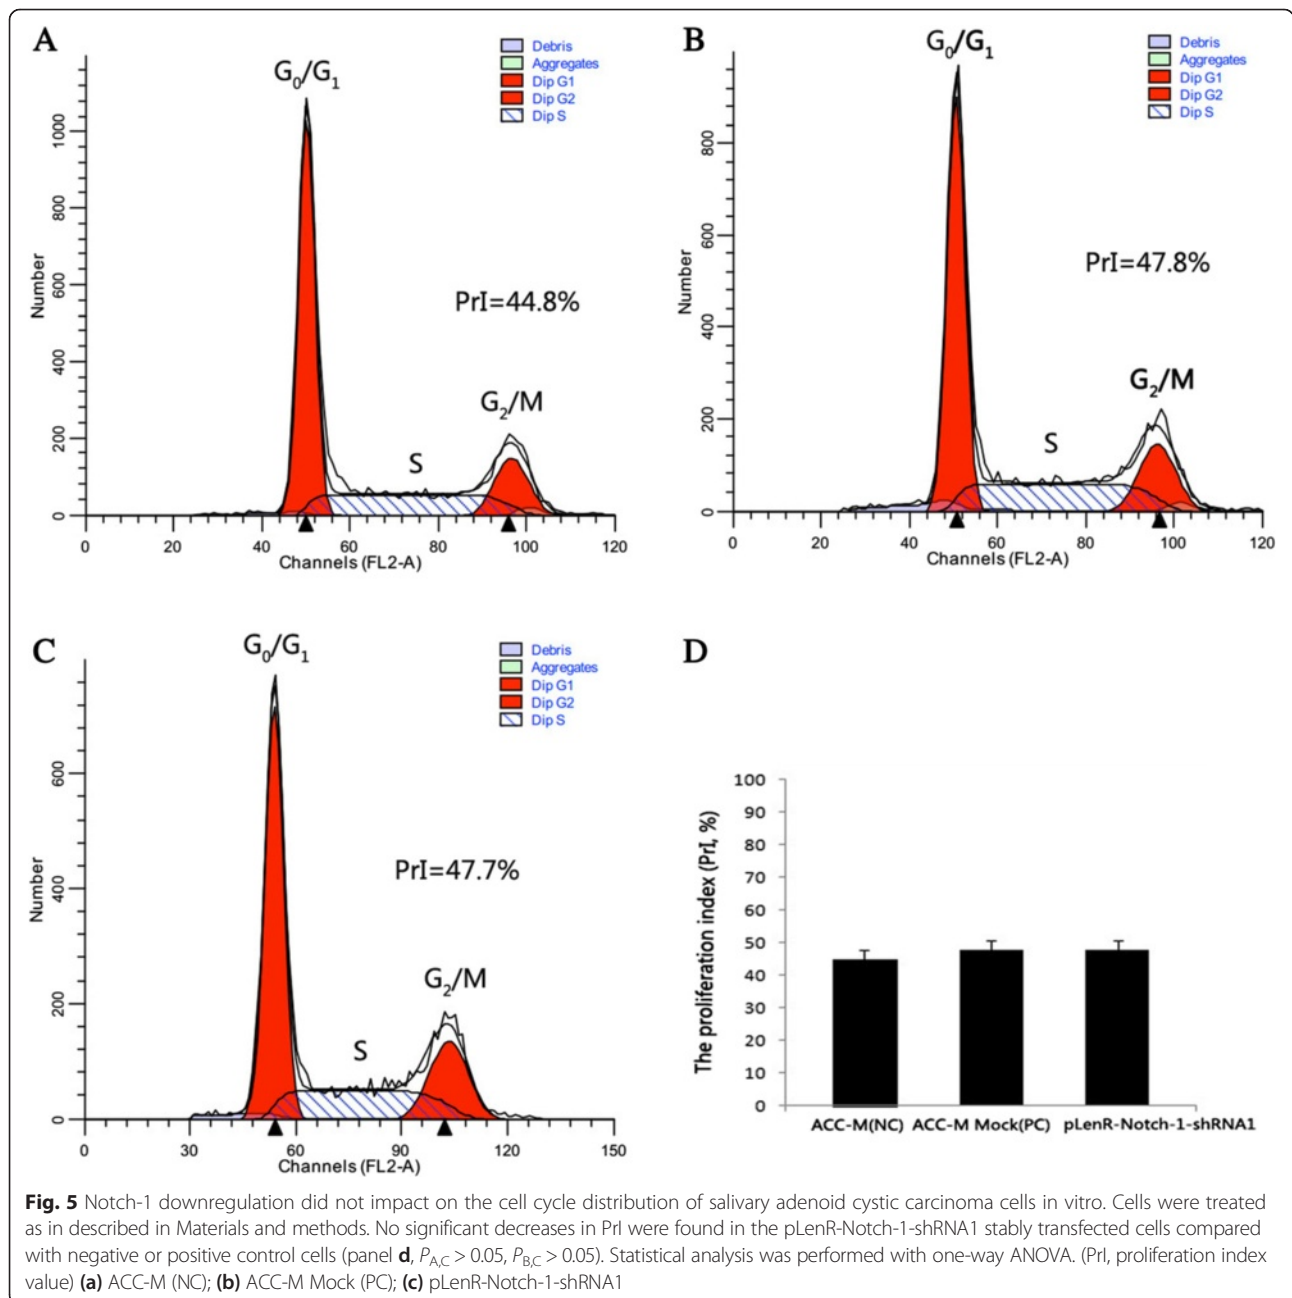 A
G₀/G₁
Debris
Aggregates
Dip G1
Dip G2
Dip S
PrI=44.8%
G₂/M
S
Number
0
200
400
600
800
1000
0 20 40 60 80 100 120
Channels (FL2-A)
B
G₀/G₁
Debris
Aggregates
Dip G1
Dip G2
Dip S
PrI=47.8%
G₂/M
S
Number
0
200
400
600
800
0 20 40 60 80 100 120
Channels (FL2-A)
C
G₀/G₁
Debris
Aggregates
Dip G1
Dip G2
Dip S
PrI=47.7%
G₂/M
S
Number
0
200
400
600
0 30 60 90 120 150
Channels (FL2-A)
D
The proliferation index (PrI, %)
100
90
80
70
60
50
40
30
20
10
0
ACC-M(NC) ACC-M Mock(PC) pLenR-Notch-1-shRNA1
Fig. 5 Notch-1 downregulation did not impact on the cell cycle distribution of salivary adenoid cystic carcinoma cells in vitro. Cells were treated
as in described in Materials and methods. No significant decreases in PrI were found in the pLenR-Notch-1-shRNA1 stably transfected cells compared
with negative or positive control cells (panel d, P_A,C > 0.05, P_B,C > 0.05). Statistical analysis was performed with one-way ANOVA. (PrI, proliferation index
value) (a) ACC-M (NC); (b) ACC-M Mock (PC); (c) pLenR-Notch-1-shRNA1